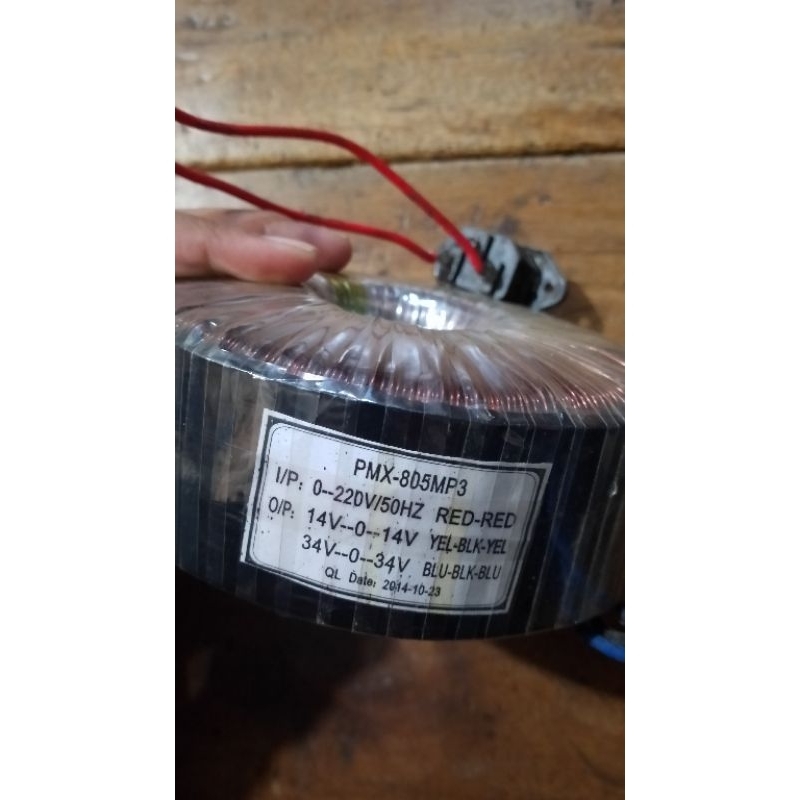 PMX-805MP3
I/P: 0--220V/50HZ RED-RED
O/P: 14V--0--14V YEL-BLK-YEL
34V--0--34V BLU-BLK-BLU
QL Date: 2014-10-23